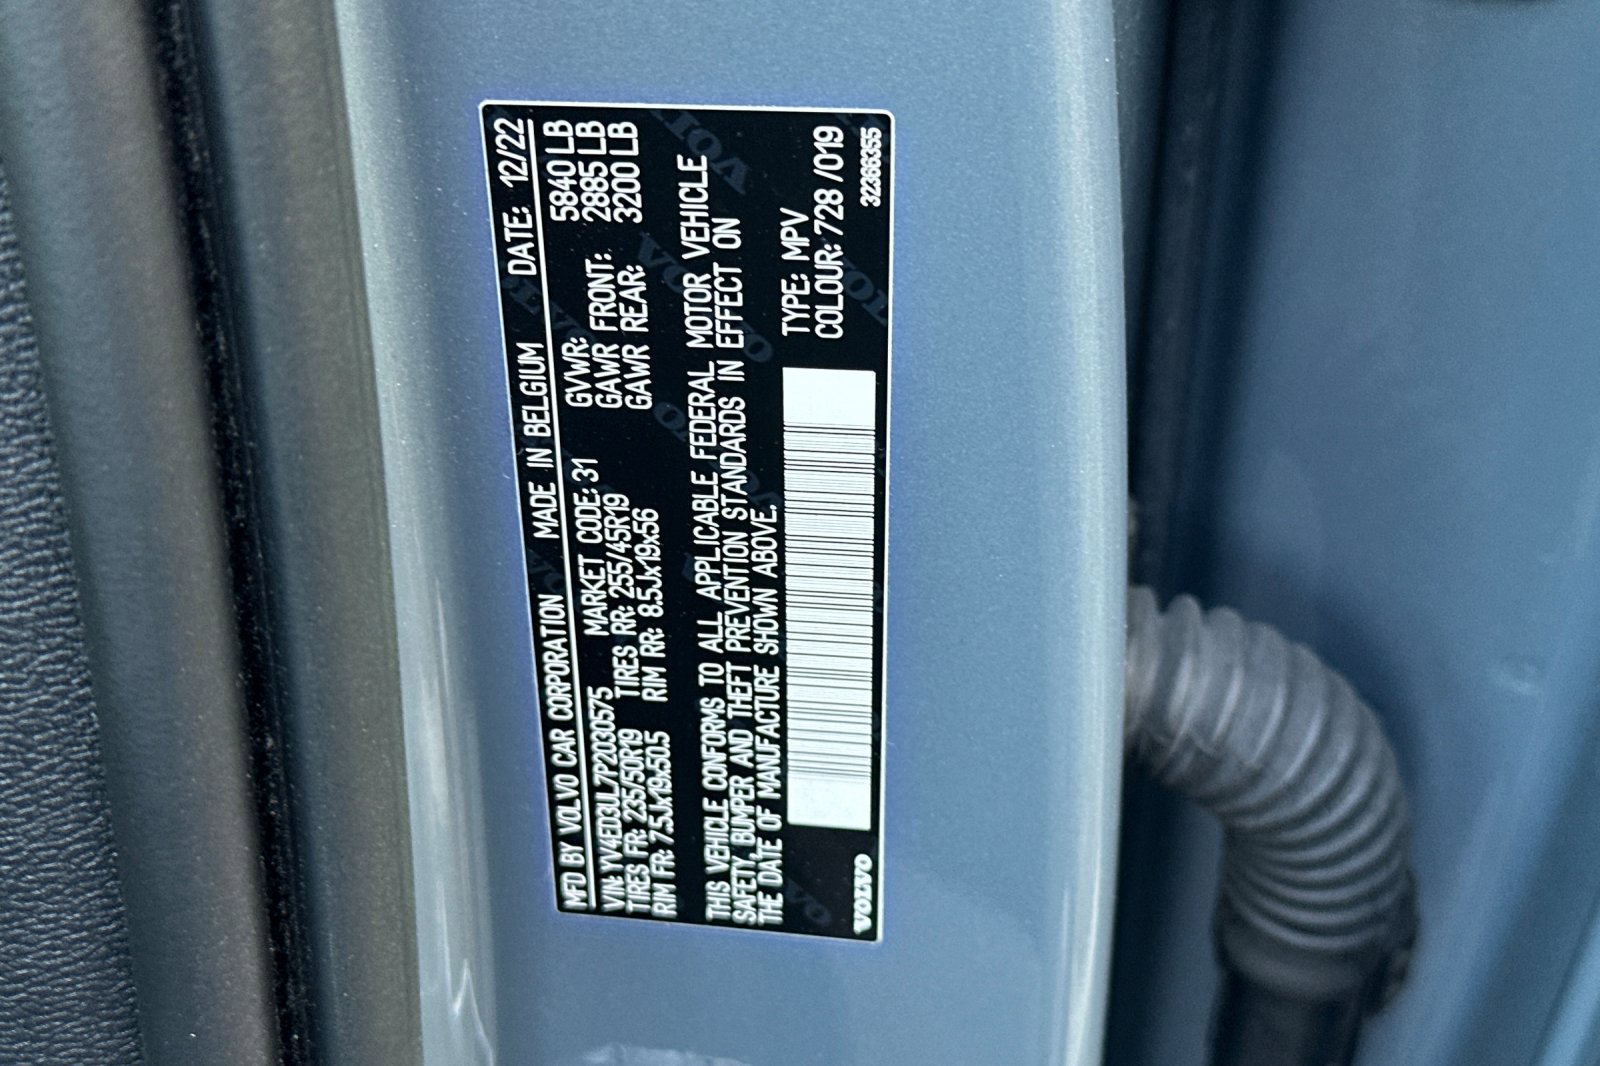 MFD BY VOLVO CAR CORPORATION MADE IN BELGIUM DATE: 12/22
VIN: YV4ED3UL7P2030575 MARKET CODE: 31 GVWR: 5840 LB
TIRES FR: 235/50R19 TIRES RR: 255/45R19 GAWR FRONT: 2885 LB
RIM FR: 7.5Jx19x50.5 RIM RR: 8.5Jx19x56 GAWR REAR: 3200 LB
THIS VEHICLE CONFORMS TO ALL APPLICABLE FEDERAL MOTOR VEHICLE
SAFETY, BUMPER AND THEFT PREVENTION STANDARDS IN EFFECT ON
THE DATE OF MANUFACTURE SHOWN ABOVE.
TYPE: MPV
COLOUR: 728 /019
VOLVO
32366355